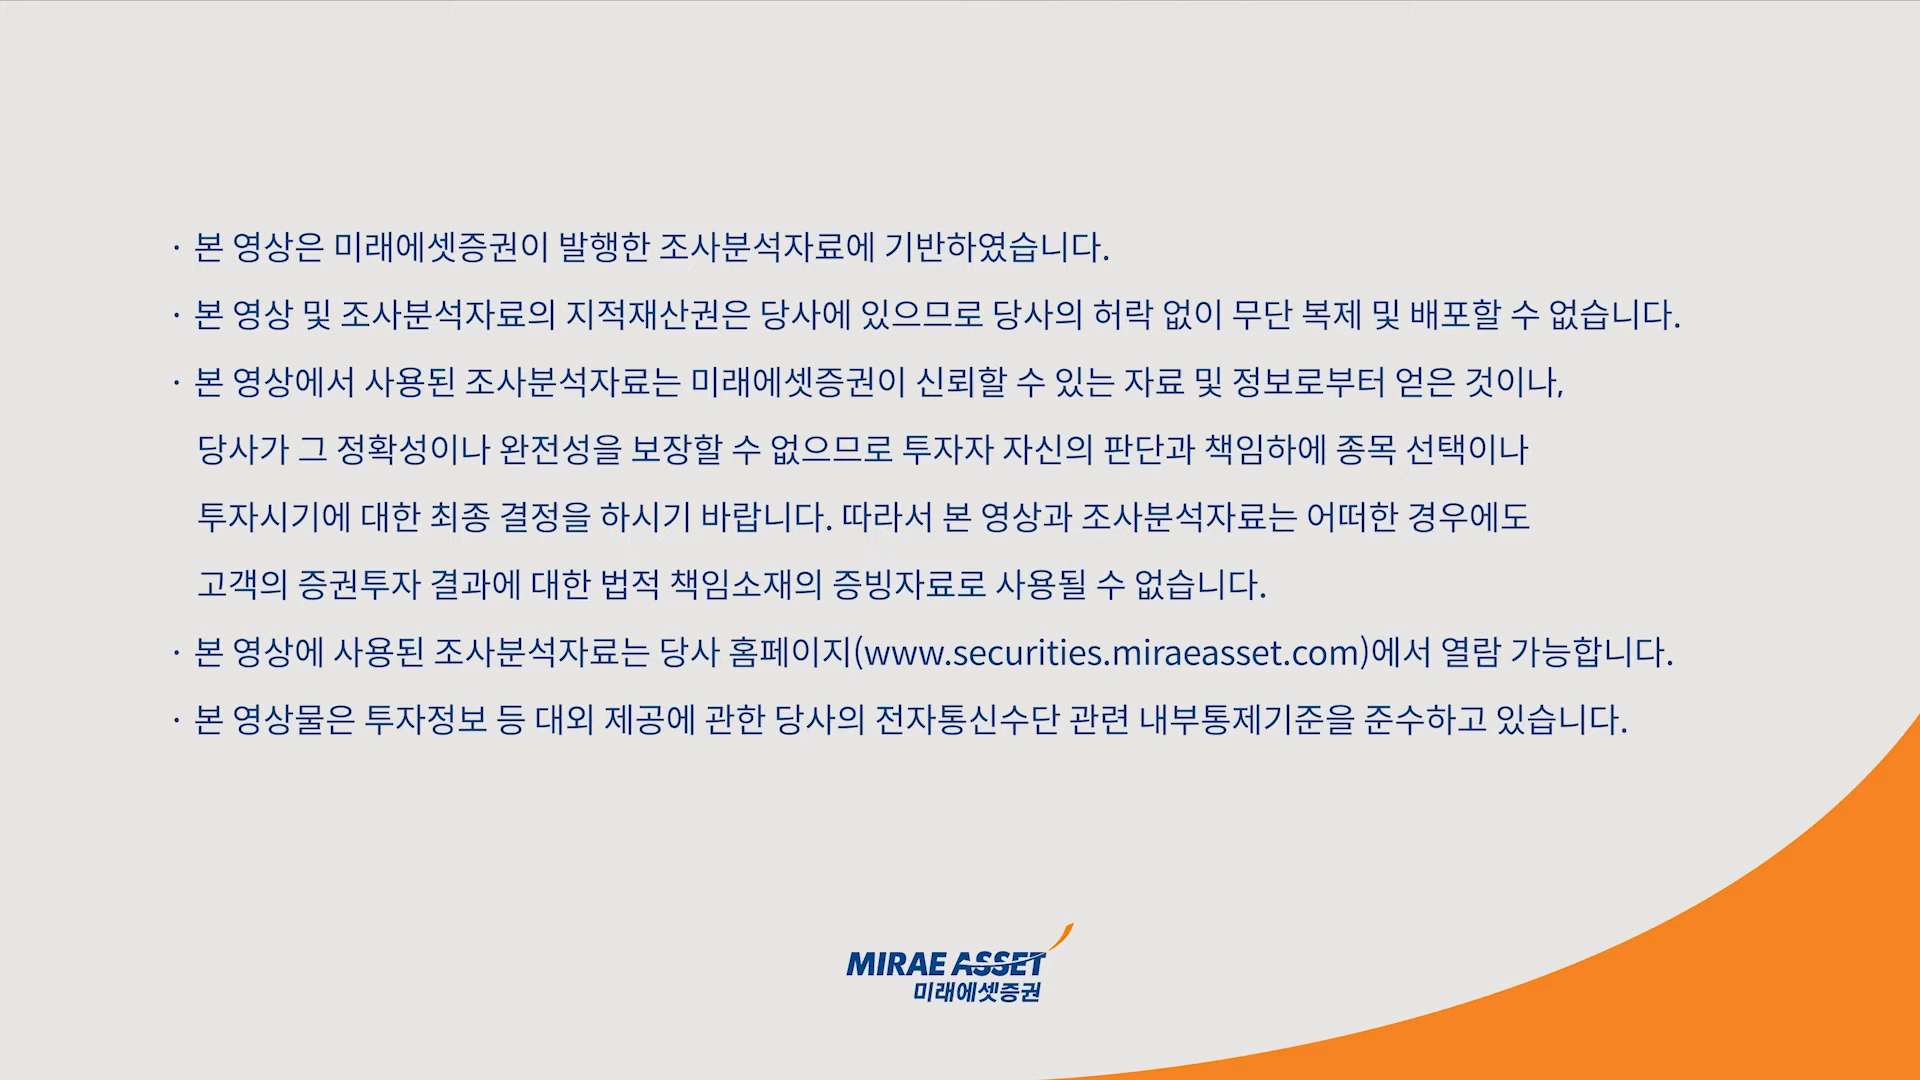 · 본 영상은 미래에셋증권이 발행한 조사분석자료에 기반하였습니다.
· 본 영상 및 조사분석자료의 지적재산권은 당사에 있으므로 당사의 허락 없이 무단 복제 및 배포할 수 없습니다.
· 본 영상에서 사용된 조사분석자료는 미래에셋증권이 신뢰할 수 있는 자료 및 정보로부터 얻은 것이나,
당사가 그 정확성이나 완전성을 보장할 수 없으므로 투자자 자신의 판단과 책임하에 종목 선택이나
투자시기에 대한 최종 결정을 하시기 바랍니다. 따라서 본 영상과 조사분석자료는 어떠한 경우에도
고객의 증권투자 결과에 대한 법적 책임소재의 증빙자료로 사용될 수 없습니다.
· 본 영상에 사용된 조사분석자료는 당사 홈페이지(www.securities.miraeasset.com)에서 열람 가능합니다.
· 본 영상물은 투자정보 등 대외 제공에 관한 당사의 전자통신수단 관련 내부통제기준을 준수하고 있습니다.
MIRAE ASSET
미래에셋증권